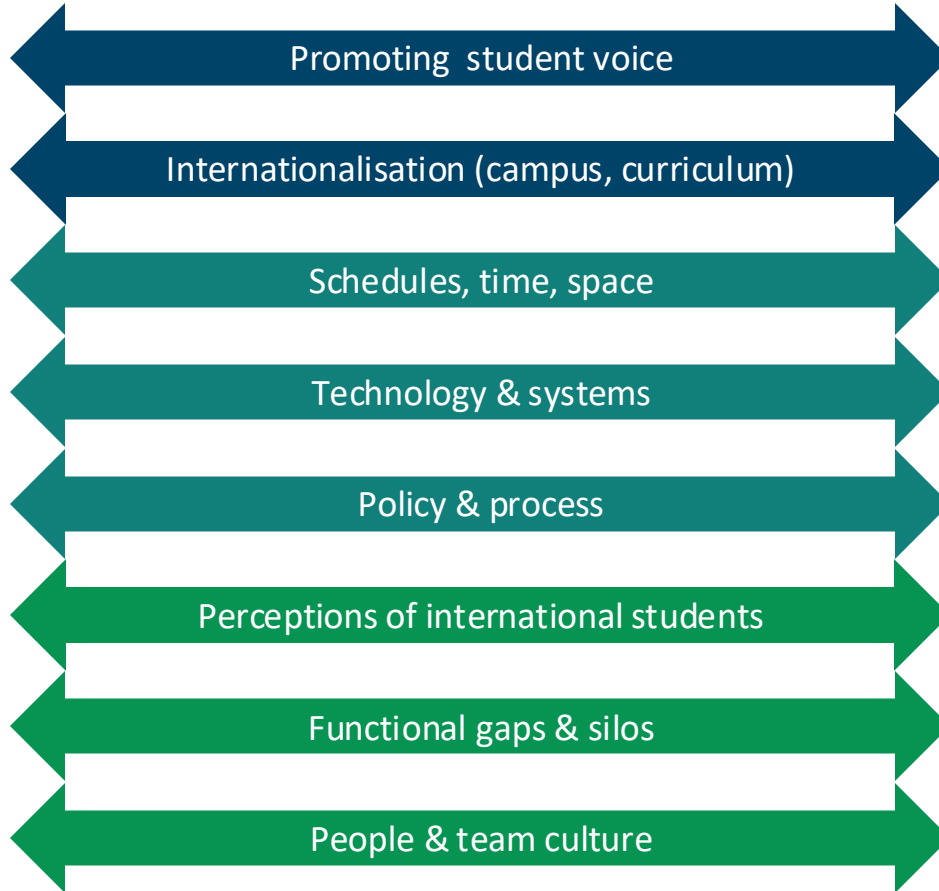 Promoting student voice
Internationalisation (campus, curriculum)
Schedules, time, space
Technology & systems
Policy & process
Perceptions of international students
Functional gaps & silos
People & team culture